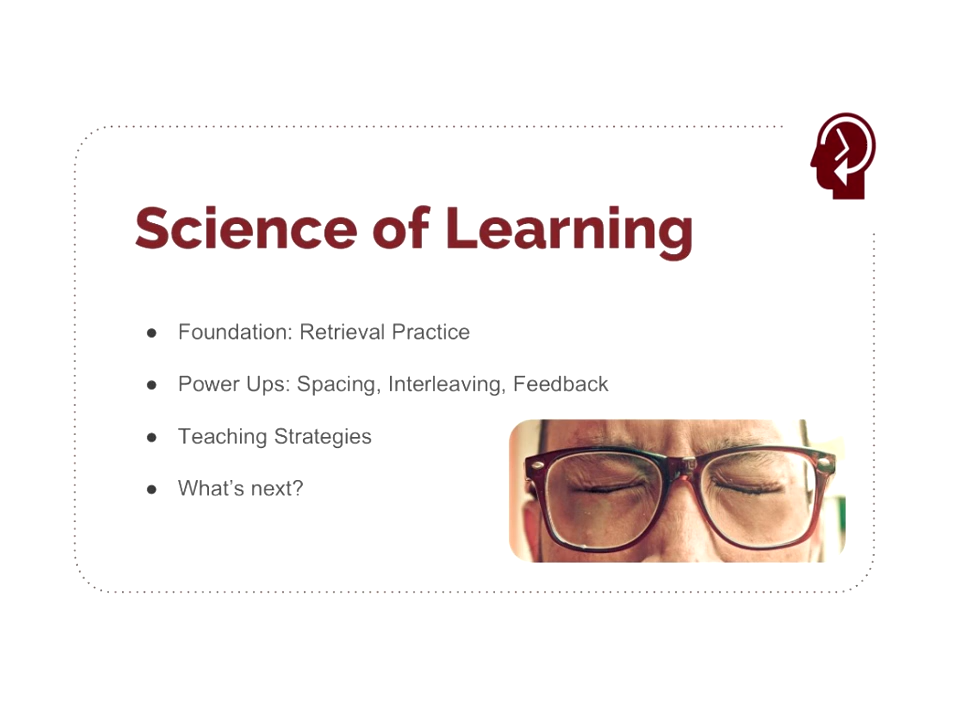 Science of Learning
● Foundation: Retrieval Practice
● Power Ups: Spacing, Interleaving, Feedback
● Teaching Strategies
● What’s next?